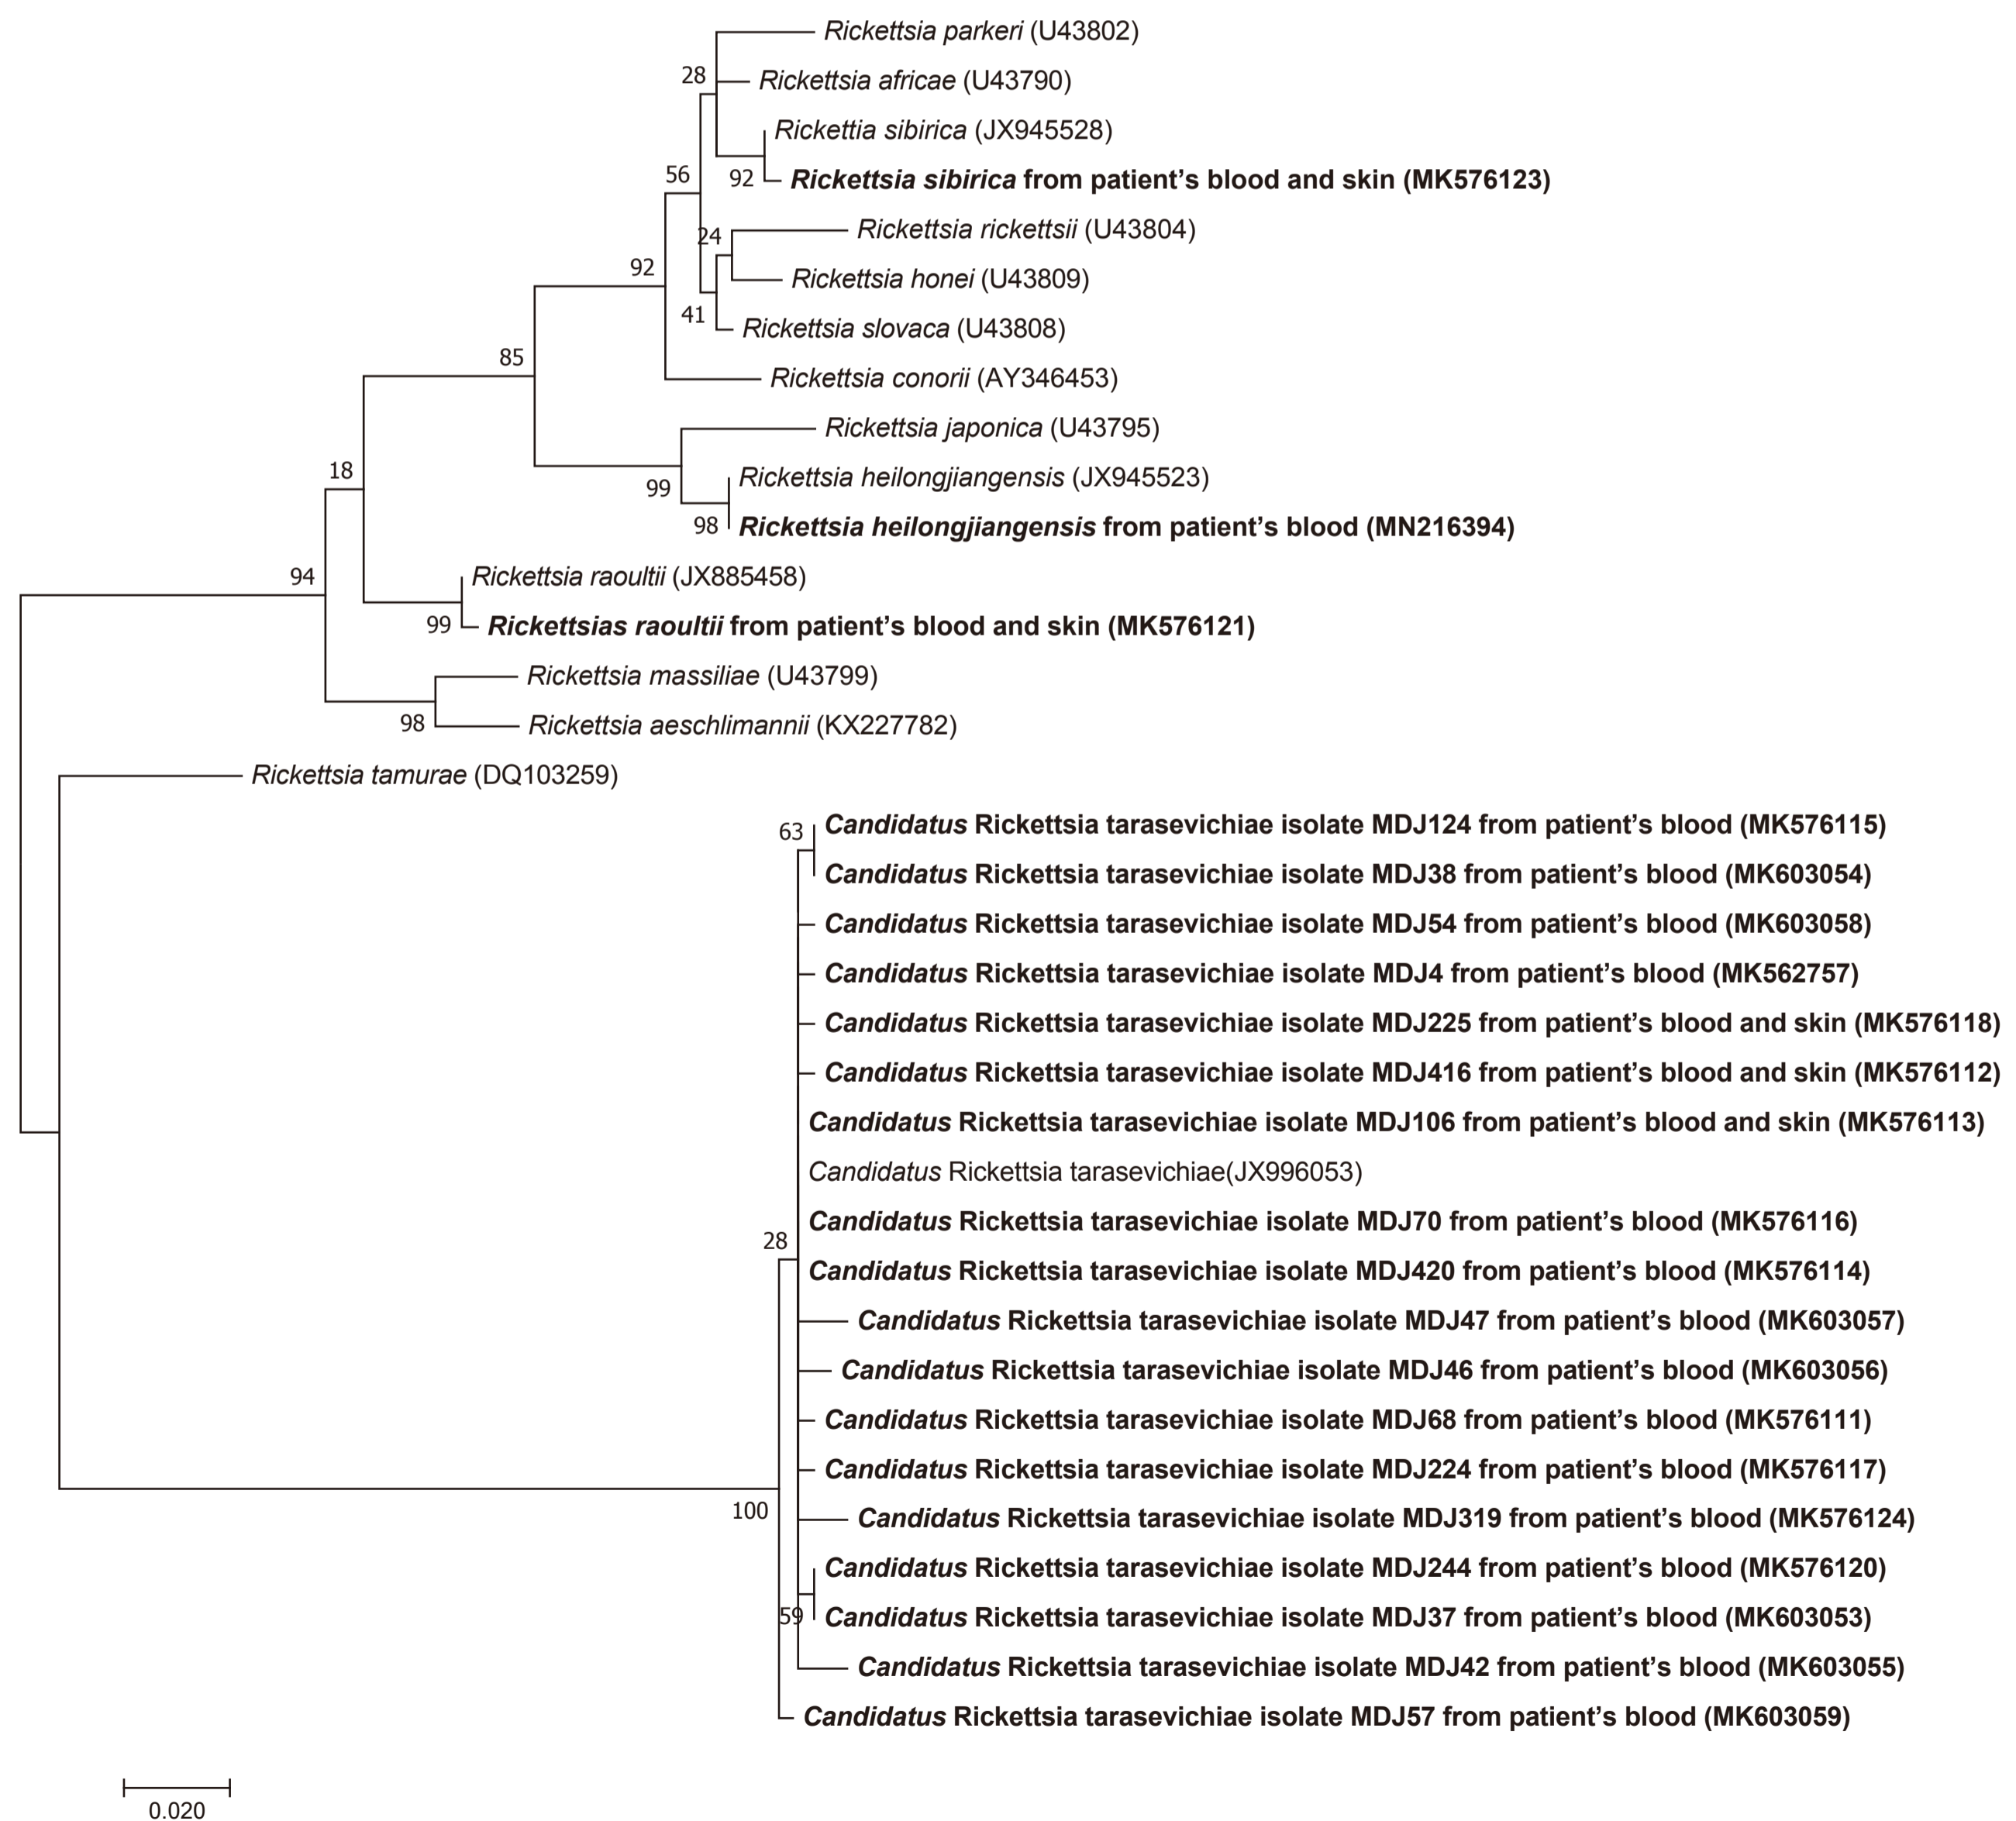 Rickettsia parkeri (U43802)
28
Rickettsia africae (U43790)
Rickettia sibirica (JX945528)
56
92
Rickettsia sibirica from patient’s blood and skin (MK576123)
24
Rickettsia rickettsii (U43804)
92
Rickettsia honei (U43809)
41
Rickettsia slovaca (U43808)
85
Rickettsia conorii (AY346453)
Rickettsia japonica (U43795)
18
Rickettsia heilongjiangensis (JX945523)
99
98
Rickettsia heilongjiangensis from patient’s blood (MN216394)
94
Rickettsia raoultii (JX885458)
99
Rickettsias raoultii from patient’s blood and skin (MK576121)
Rickettsia massiliae (U43799)
98
Rickettsia aeschlimannii (KX227782)
Rickettsia tamurae (DQ103259)
63
Candidatus Rickettsia tarasevichiae isolate MDJ124 from patient’s blood (MK576115)
Candidatus Rickettsia tarasevichiae isolate MDJ38 from patient’s blood (MK603054)
Candidatus Rickettsia tarasevichiae isolate MDJ54 from patient’s blood (MK603058)
Candidatus Rickettsia tarasevichiae isolate MDJ4 from patient’s blood (MK562757)
Candidatus Rickettsia tarasevichiae isolate MDJ225 from patient’s blood and skin (MK576118)
Candidatus Rickettsia tarasevichiae isolate MDJ416 from patient’s blood and skin (MK576112)
Candidatus Rickettsia tarasevichiae isolate MDJ106 from patient’s blood and skin (MK576113)
Candidatus Rickettsia tarasevichiae(JX996053)
Candidatus Rickettsia tarasevichiae isolate MDJ70 from patient’s blood (MK576116)
28
Candidatus Rickettsia tarasevichiae isolate MDJ420 from patient’s blood (MK576114)
Candidatus Rickettsia tarasevichiae isolate MDJ47 from patient’s blood (MK603057)
Candidatus Rickettsia tarasevichiae isolate MDJ46 from patient’s blood (MK603056)
Candidatus Rickettsia tarasevichiae isolate MDJ68 from patient’s blood (MK576111)
Candidatus Rickettsia tarasevichiae isolate MDJ224 from patient’s blood (MK576117)
100
Candidatus Rickettsia tarasevichiae isolate MDJ319 from patient’s blood (MK576124)
Candidatus Rickettsia tarasevichiae isolate MDJ244 from patient’s blood (MK576120)
59
Candidatus Rickettsia tarasevichiae isolate MDJ37 from patient’s blood (MK603053)
Candidatus Rickettsia tarasevichiae isolate MDJ42 from patient’s blood (MK603055)
Candidatus Rickettsia tarasevichiae isolate MDJ57 from patient’s blood (MK603059)
0.020